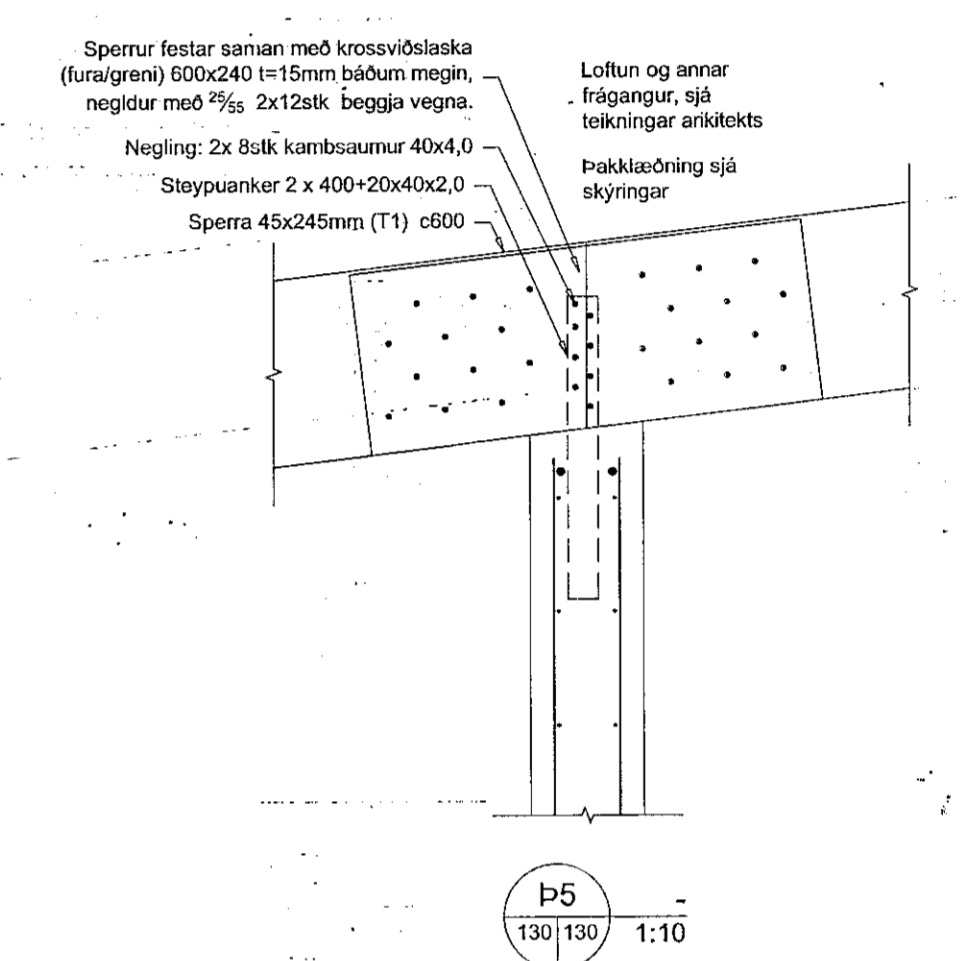 Sperrur festar saman með krossviðslaska
(fura/greni) 600x240 t=15mm báðum megin,
negldur með 25/55 2x12stk beggja vegna.
Negling: 2x 8stk kambsaumur 40x4,0
Steypuanker 2 x 400+20x40x2,0
Sperra 45x245mm (T1) c600
Loftun og annar
frágangur, sjá
teikningar arikitekts
Þakklæðning sjá
skýringar
Þ5
130 130
-
1:10